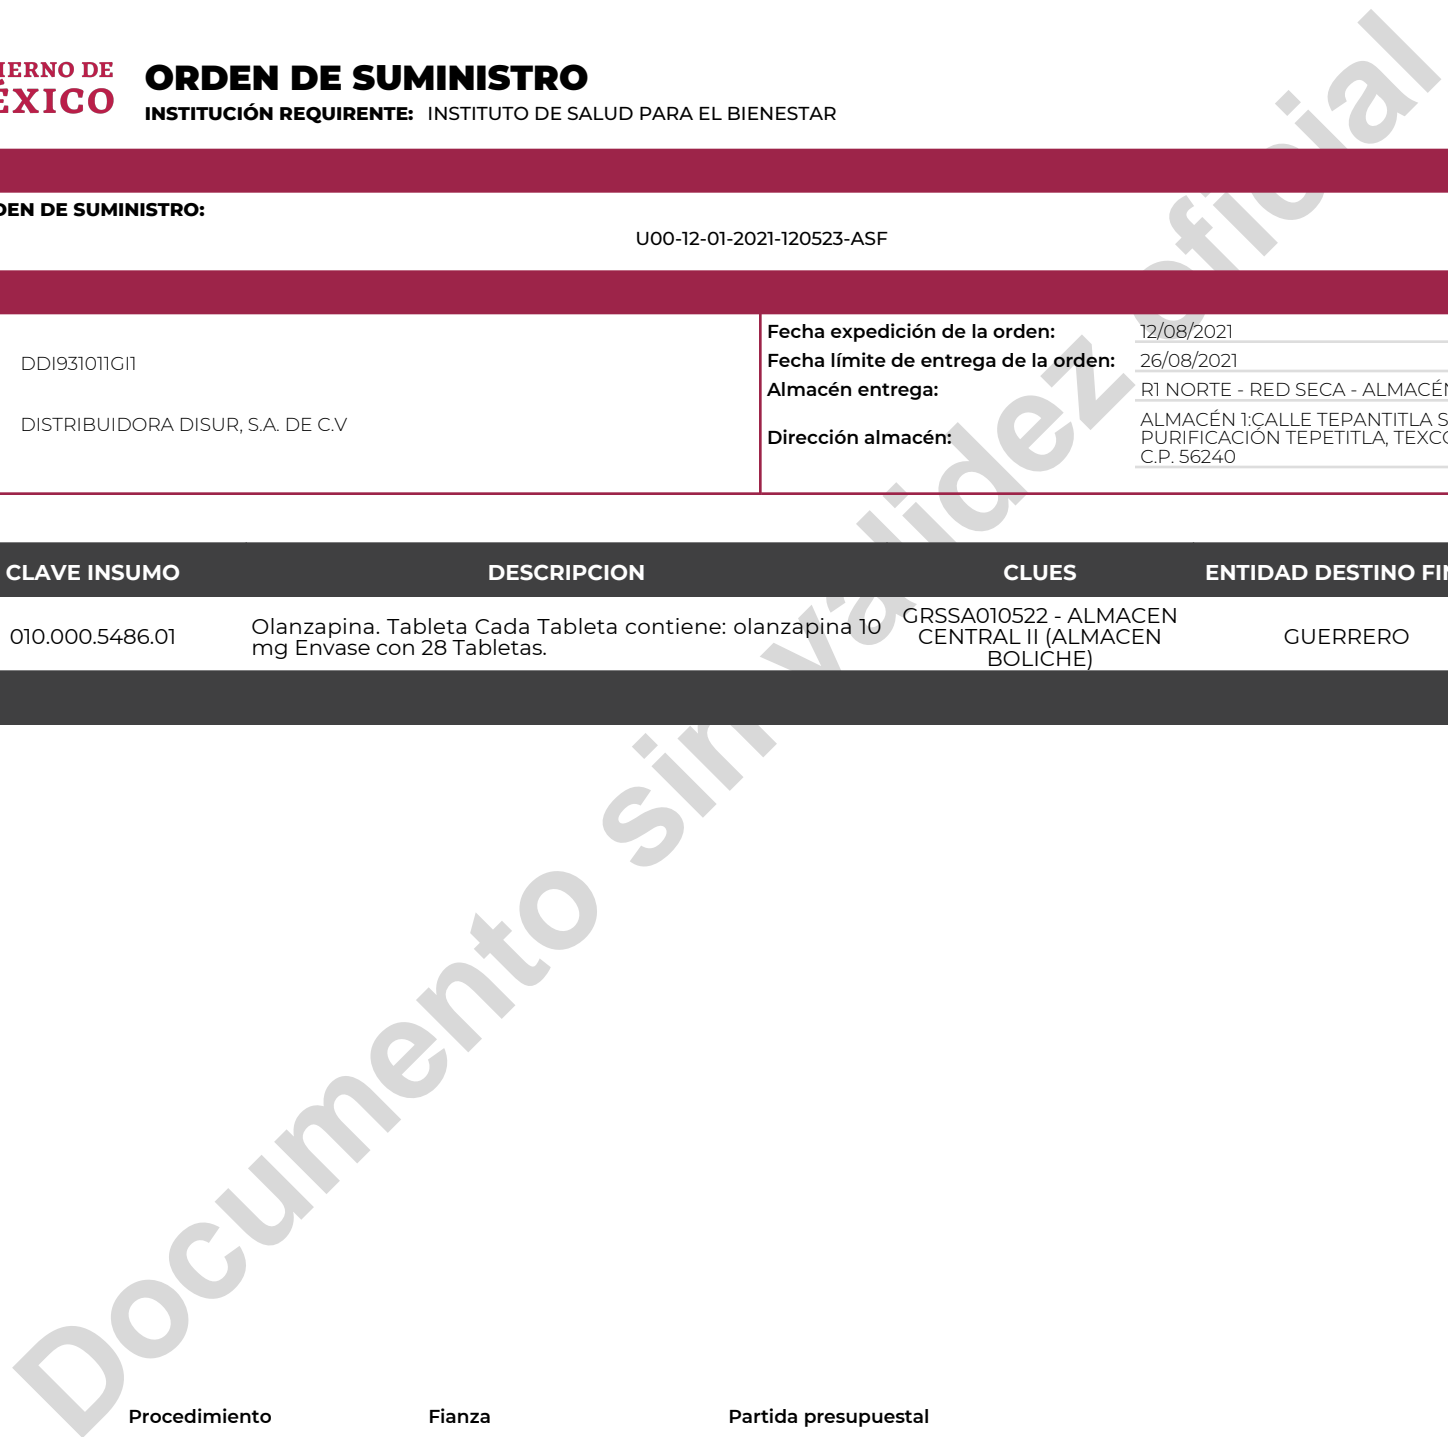 IERNO DE
ÉXICO
ORDEN DE SUMINISTRO
INSTITUCIÓN REQUIRENTE: INSTITUTO DE SALUD PARA EL BIENESTAR
DEN DE SUMINISTRO:
U00-12-01-2021-120523-ASF
DDI931011GI1
DISTRIBUIDORA DISUR, S.A. DE C.V
Fecha expedición de la orden: 12/08/2021
Fecha límite de entrega de la orden: 26/08/2021
Almacén entrega: R1 NORTE - RED SECA - ALMACÉN
Dirección almacén: ALMACÉN 1:CALLE TEPANTITLA S
PURIFICACIÓN TEPETITLA, TEXCO
C.P. 56240
CLAVE INSUMO DESCRIPCION CLUES ENTIDAD DESTINO FIN
010.000.5486.01
Olanzapina. Tableta Cada Tableta contiene: olanzapina 10
mg Envase con 28 Tabletas.
GRSSA010522 - ALMACEN
CENTRAL II (ALMACEN
BOLICHE)
GUERRERO
Documento sin validez oficial
Procedimiento Fianza Partida presupuestal